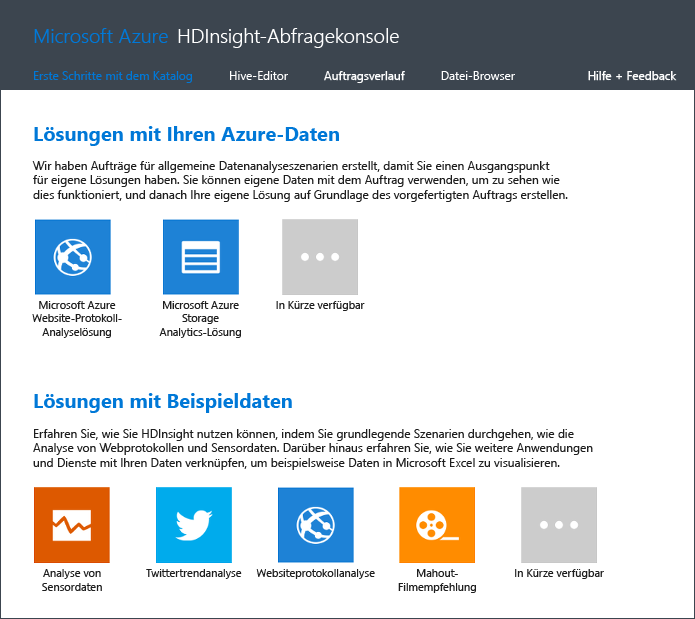 Microsoft Azure HDInsight-Abfragekonsole
Erste Schritte mit dem Katalog Hive-Editor Auftragsverlauf Datei-Browser Hilfe + Feedback
Lösungen mit Ihren Azure-Daten
Wir haben Aufträge für allgemeine Datenanalyseszenarien erstellt, damit Sie einen Ausgangspunkt
für eigene Lösungen haben. Sie können eigene Daten mit dem Auftrag verwenden, um zu sehen wie
dies funktioniert, und danach Ihre eigene Lösung auf Grundlage des vorgefertigten Auftrags erstellen.
Microsoft Azure
Website-Protokoll-
Analyselösung
Microsoft Azure
Storage
Analytics-Lösung
In Kürze verfügbar
Lösungen mit Beispieldaten
Erfahren Sie, wie Sie HDInsight nutzen können, indem Sie grundlegende Szenarien durchgehen, wie die
Analyse von Webprotokollen und Sensordaten. Darüber hinaus erfahren Sie, wie Sie weitere Anwendungen
und Dienste mit Ihren Daten verknüpfen, um beispielsweise Daten in Microsoft Excel zu visualisieren.
Analyse von
Sensordaten
Twittertrendanalyse
Websiteprotokollanalyse
Mahout-
Filmempfehlung
In Kürze verfügbar